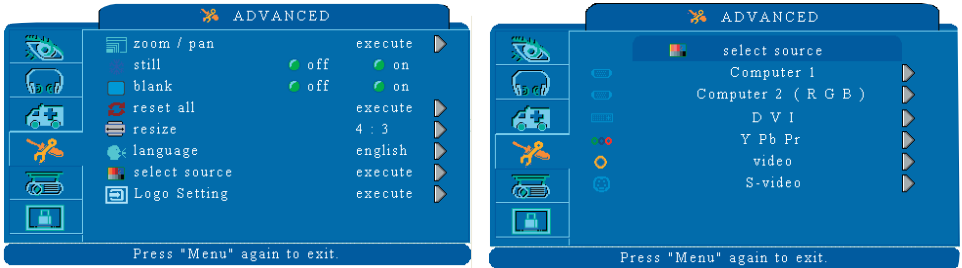 ADVANCED
zoom / pan execute
still off on
blank off on
reset all execute
resize 4 : 3
language english
select source execute
Logo Setting execute
Press "Menu" again to exit.
ADVANCED
select source
Computer 1
Computer 2 ( R G B )
D V I
Y Pb Pr
video
S-video
Press "Menu" again to exit.